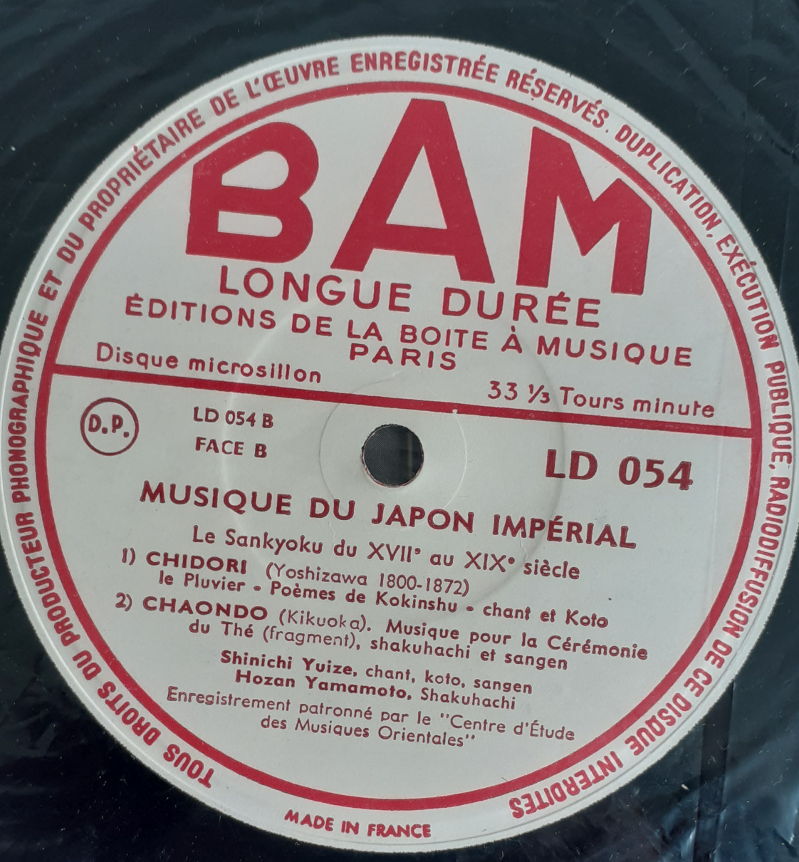 TOUS DROITS DU PRODUCTEUR PHONOGRAPHIQUE ET DU PROPRIÉTAIRE DE L'ŒUVRE ENREGISTRÉE RÉSERVÉS. DUPLICATION, EXÉCUTION PUBLIQUE, RADIODIFFUSION DE CE DISQUE INTERDITES
BAM
LONGUE DURÉE
ÉDITIONS DE LA BOITE À MUSIQUE
PARIS
Disque microsillon
33 1/3 Tours minute
D.P.
LD 054 B
FACE B
LD 054
MUSIQUE DU JAPON IMPÉRIAL
Le Sankyoku du XVII° au XIX° siècle
1) CHIDORI (Yoshizawa 1800-1872)
le Pluvier - Poèmes de Kokinshu - chant et Koto
2) CHAONDO (Kikuoka). Musique pour la Cérémonie
du Thé (fragment), shakuhachi et sangen
Shinichi Yuize, chant, koto, sangen
Hozan Yamamoto, Shakuhachi
Enregistrement patronné par le "Centre d'Étude
des Musiques Orientales"
MADE IN FRANCE